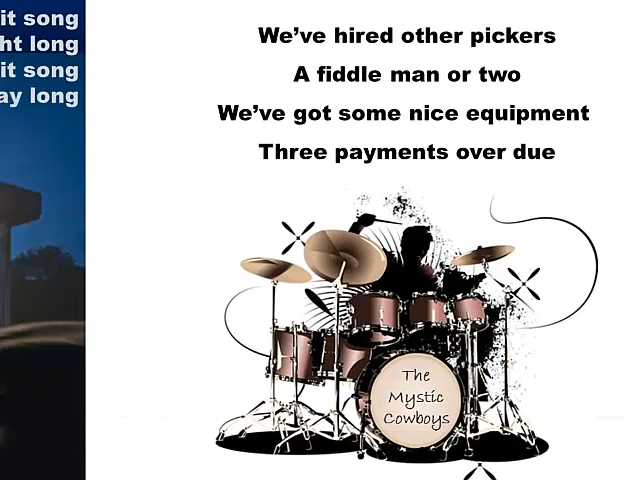 it song
ht long
it song
ay long
We've hired other pickers
A fiddle man or two
We've got some nice equipment
Three payments over due
The
Mystic
Cowboys